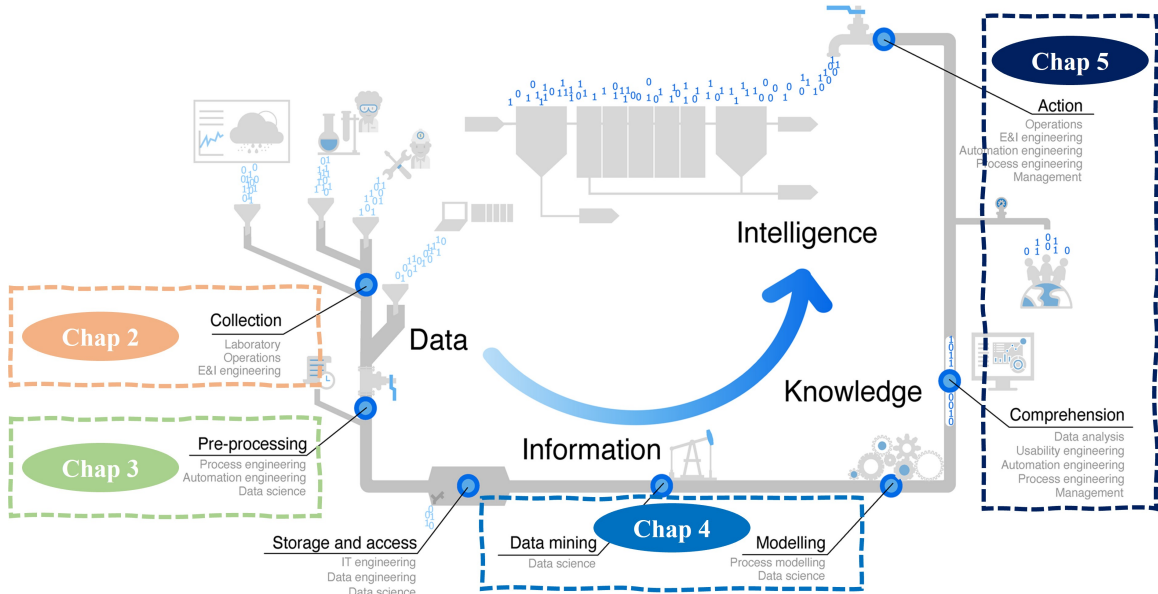 Chap 5
Action
Operations
E&I engineering
Automation engineering
Process engineering
Management
Intelligence
Chap 2
Collection
Laboratory
Operations
E&I engineering
Data
Knowledge
Comprehension
Data analysis
Usability engineering
Automation engineering
Process engineering
Management
Chap 3
Pre-processing
Process engineering
Automation engineering
Data science
Information
Storage and access
IT engineering
Data engineering
Data science
Chap 4
Data mining
Data science
Modelling
Process modelling
Data science